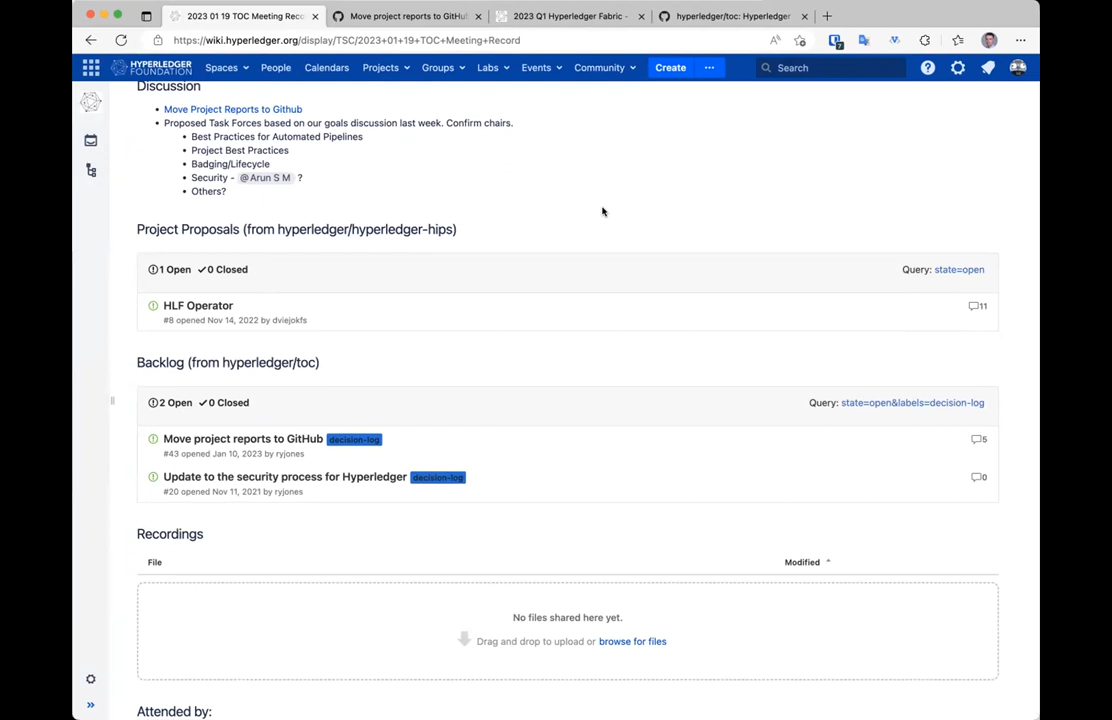 2023 01 19 TOC Meeting Reco
Move project reports to GitHu
2023 Q1 Hyperledger Fabric -
hyperledger/toc: Hyperledger
https://wiki.hyperledger.org/display/TSC/2023+01+19+TOC+Meeting+Record
HYPERLEDGER
FOUNDATION
Spaces People Calendars Projects Groups Labs Events Community Create Search
Discussion
Move Project Reports to Github
Proposed Task Forces based on our goals discussion last week. Confirm chairs.
Best Practices for Automated Pipelines
Project Best Practices
Badging/Lifecycle
Security - @Arun S M ?
Others?
Project Proposals (from hyperledger/hyperledger-hips)
1 Open ✓0 Closed Query: state=open
HLF Operator 11
#8 opened Nov 14, 2022 by dviejokfs
Backlog (from hyperledger/toc)
2 Open ✓0 Closed Query: state=open&labels=decision-log
Move project reports to GitHub decision-log 5
#43 opened Jan 10, 2023 by ryjones
Update to the security process for Hyperledger decision-log 0
#20 opened Nov 11, 2021 by ryjones
Recordings
File Modified
No files shared here yet.
Drag and drop to upload or browse for files
Attended by: